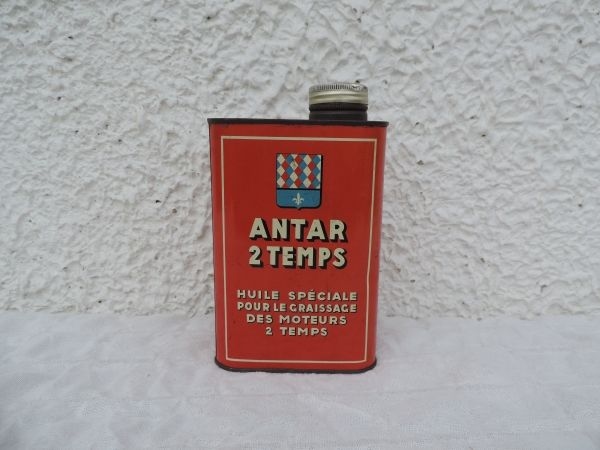 ANTAR
2 TEMPS
HUILE SPÉCIALE
POUR LE GRAISSAGE
DES MOTEURS
2 TEMPS